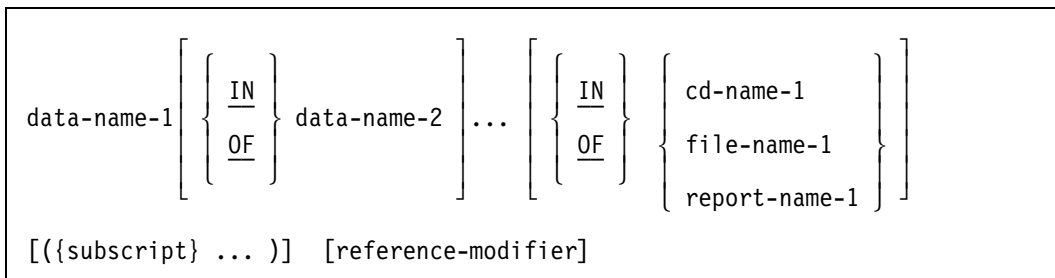 IN IN cd-name-1
data-name-1 data-name-2 ... file-name-1
OF OF report-name-1
[({subscript} ... )] [reference-modifier]